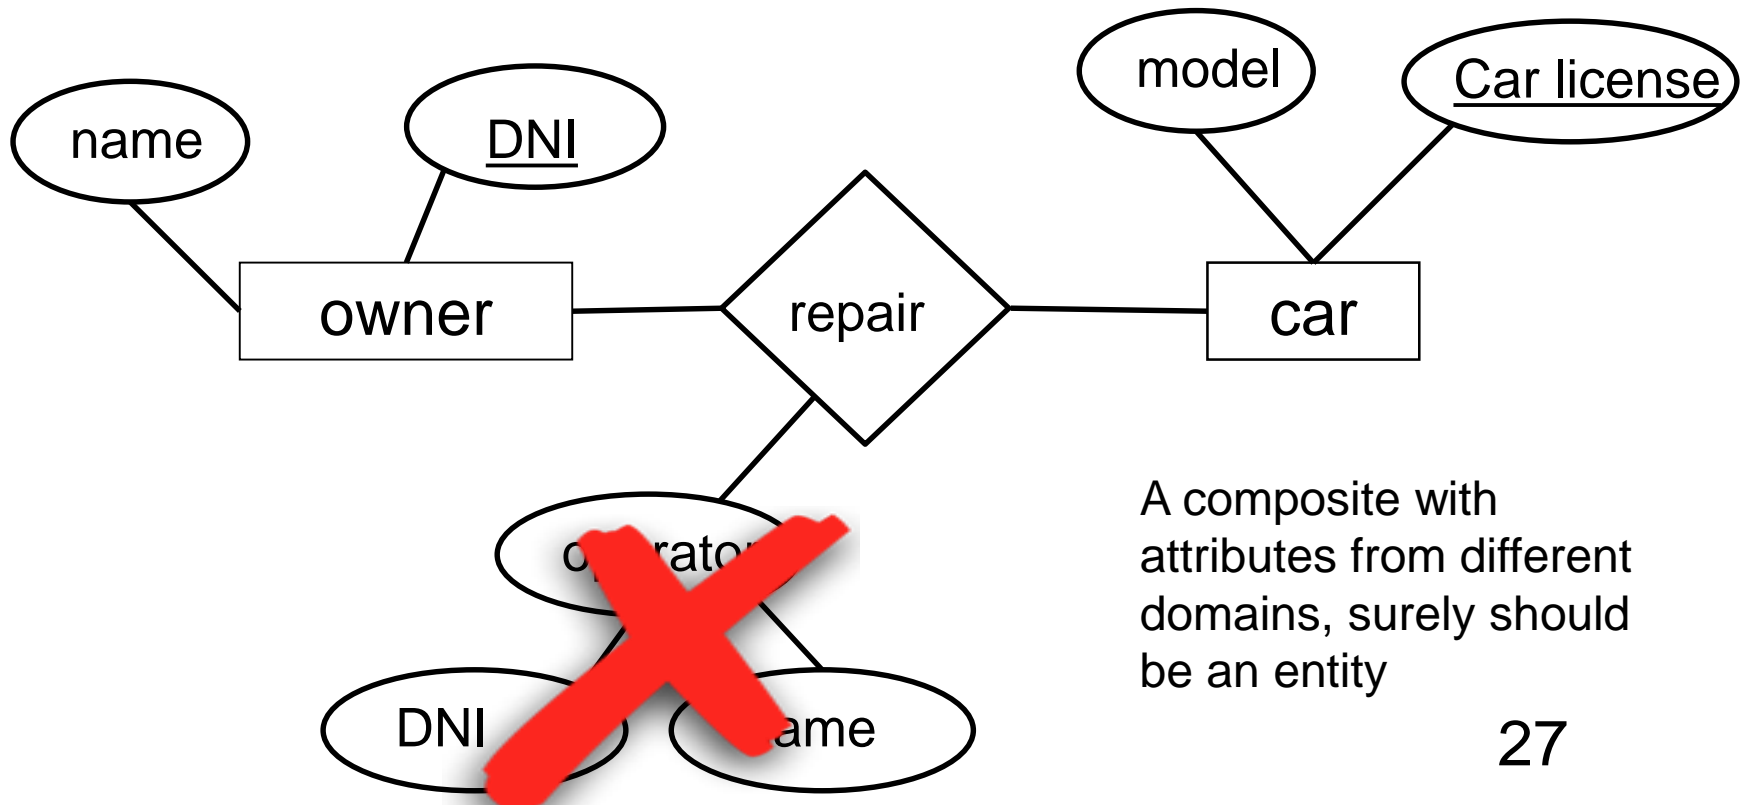 model
Car license
name
DNI
owner
repair
car
A composite with
attributes from different
domains, surely should
be an entity
DNI
27